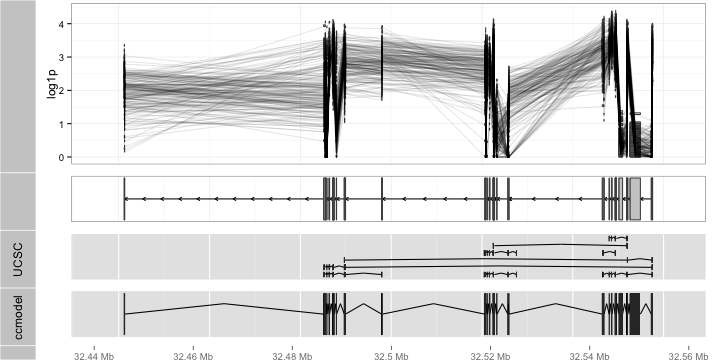 4
3
2
1
0
log1p
UCSC
ccmodel
32.44 Mb
32.46 Mb
32.48 Mb
32.5 Mb
32.52 Mb
32.54 Mb
32.56 Mb